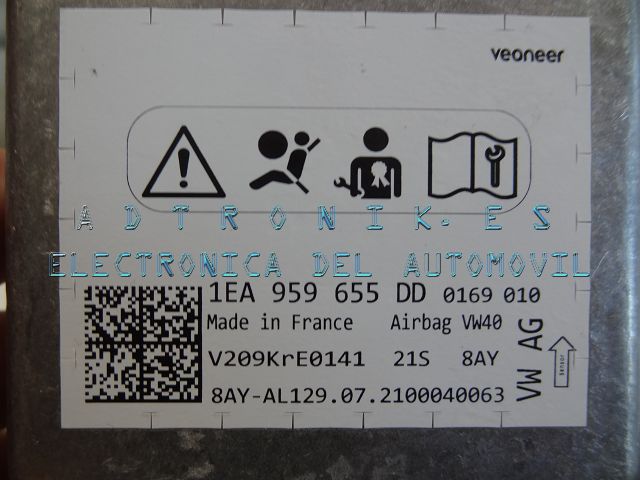 veoneer
ADTRONIK.ES
ELECTRONICA DEL AUTOMOVIL
1EA 959 655 DD 0169 010
Made in France Airbag VW40
V209KrE0141 21S 8AY
8AY-AL129.07.2100040063
VW AG
Sensor